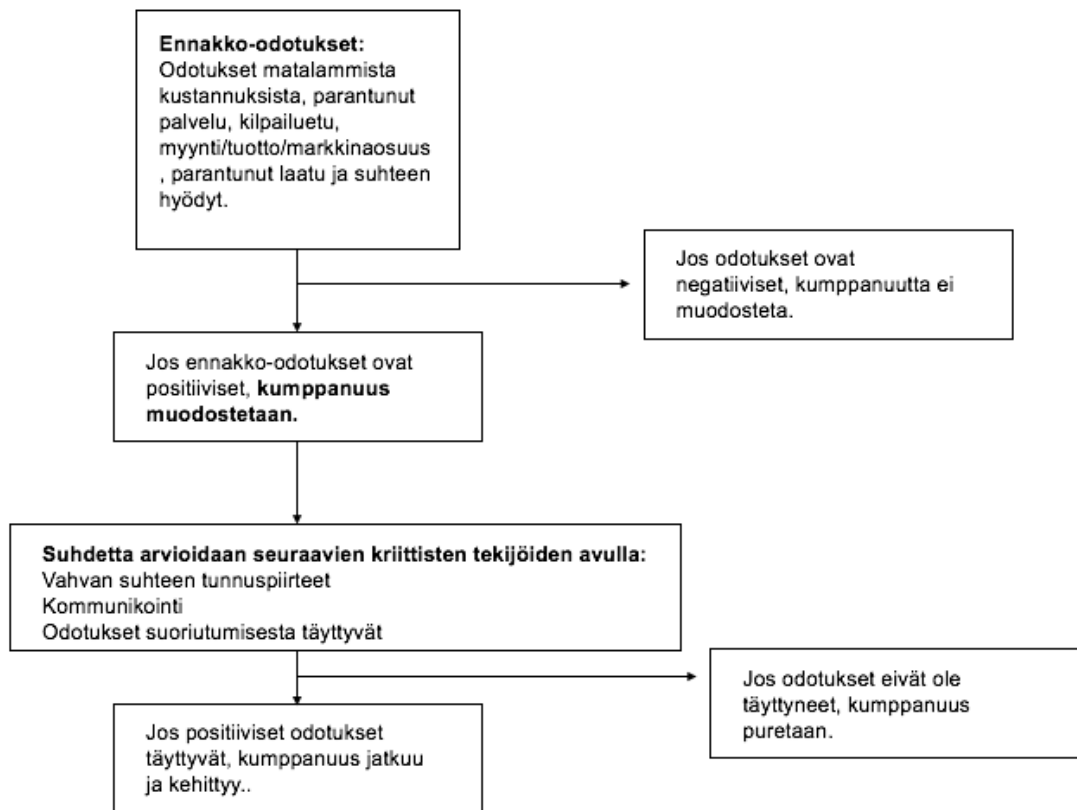 Ennakko-odotukset:
Odotukset matalammista
kustannuksista, parantunut
palvelu, kilpailuetu,
myynti/tuotto/markkinaosuus
, parantunut laatu ja suhteen
hyödyt.
Jos odotukset ovat
negatiiviset, kumppanuutta ei
muodosteta.
Jos ennakko-odotukset ovat
positiiviset, kumppanuus
muodostetaan.
Suhdetta arvioidaan seuraavien kriittisten tekijöiden avulla:
Vahvan suhteen tunnuspiirteet
Kommunikointi
Odotukset suoriutumisesta täyttyvät
Jos odotukset eivät ole
täyttyneet, kumppanuus
puretaan.
Jos positiiviset odotukset
täyttyvät, kumppanuus jatkuu
ja kehittyy..